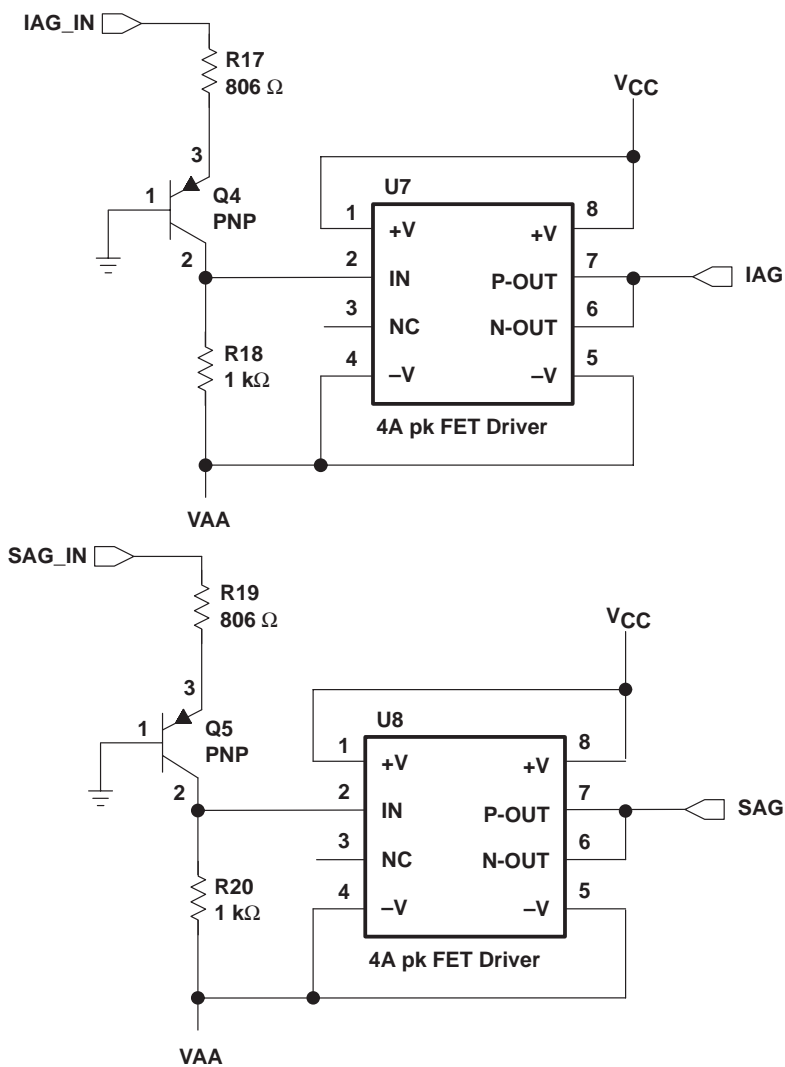 IAG_IN
R17
806 Ω
VCC
3
U7
1
Q4
PNP
1
+V
+V
8
2
2
IN
P-OUT
7
IAG
3
NC
N-OUT
6
R18
1 kΩ
4
–V
–V
5
4A pk FET Driver
VAA
SAG_IN
R19
806 Ω
VCC
3
U8
1
Q5
PNP
1
+V
+V
8
2
2
IN
P-OUT
7
SAG
3
NC
N-OUT
6
R20
1 kΩ
4
–V
–V
5
4A pk FET Driver
VAA